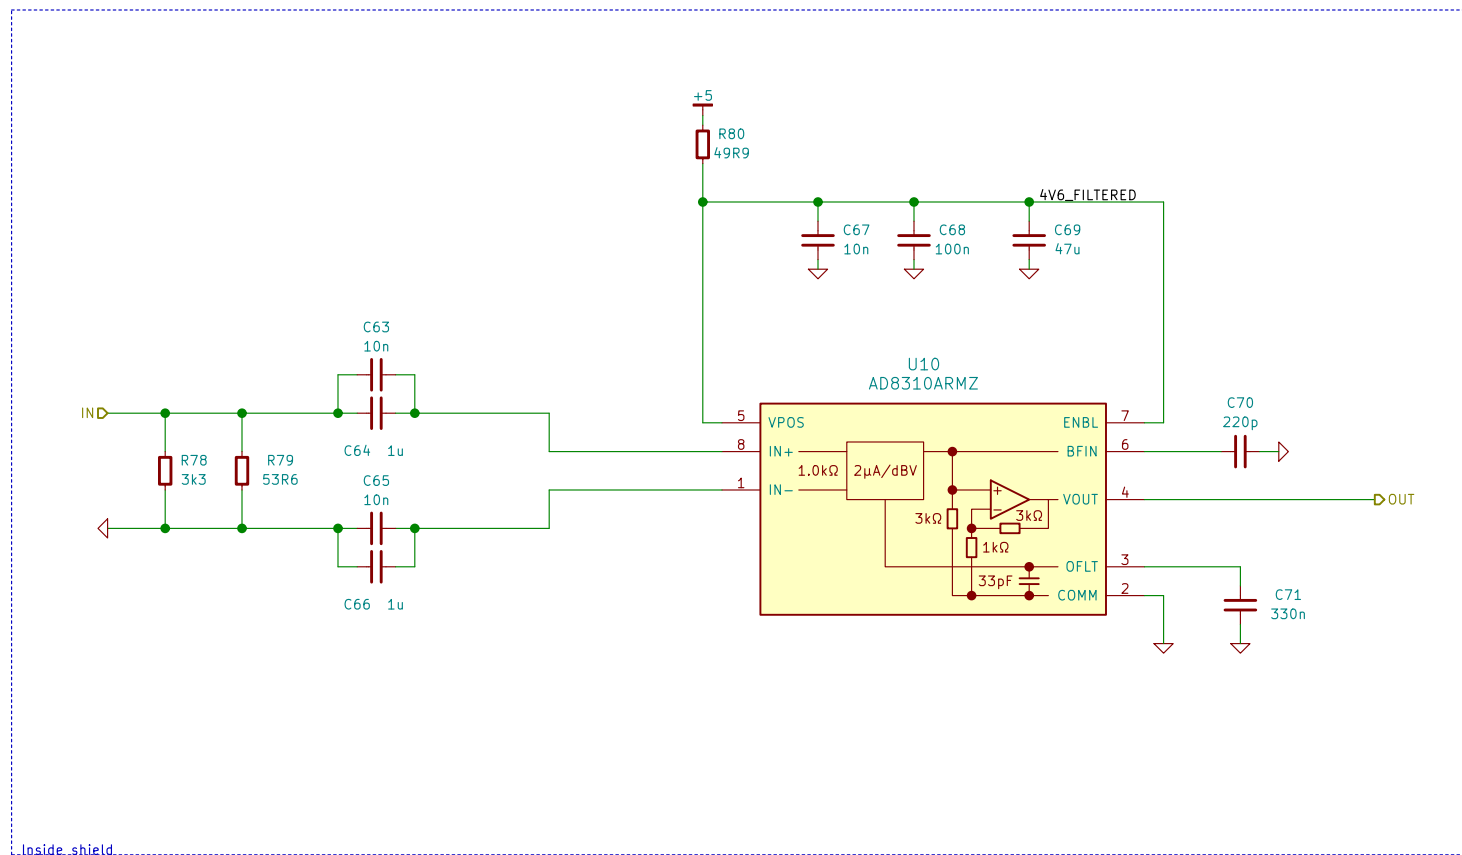 +5
R80
49R9
4V6_FILTERED
C67
10n
C68
100n
C69
47u
C63
10n
IN
C64 1u
R78
3k3
R79
53R6
C65
10n
C66 1u
U10
AD8310ARMZ
5
VPOS
ENBL
7
8
IN+
BFIN
6
1.0kΩ
2µA/dBV
1
IN-
VOUT
4
+
-
3kΩ
3kΩ
1kΩ
OFLT
3
33pF
COMM
2
C70
220p
OUT
C71
330n
Inside shield